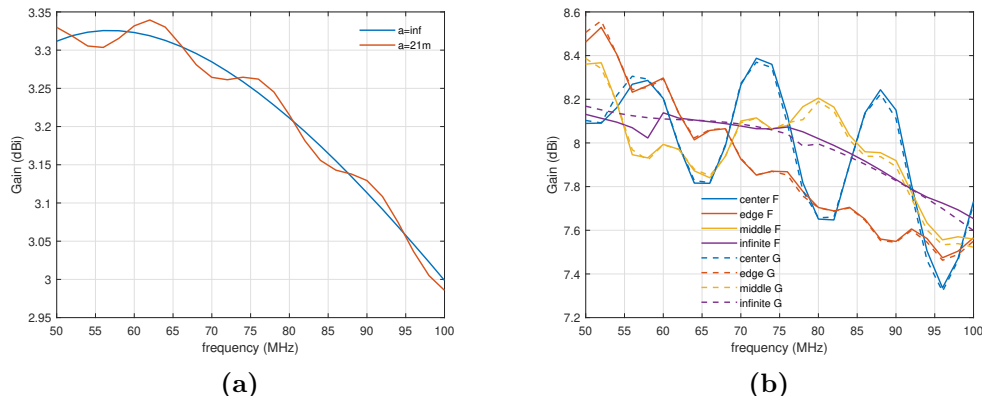 3.35
3.3
3.25
3.2
3.15
3.1
3.05
3
2.95
Gain (dBi)
50 55 60 65 70 75 80 85 90 95 100
frequency (MHz)
a=inf
a=21m
(a)
8.6
8.4
8.2
8
7.8
7.6
7.4
7.2
Gain (dBi)
50 55 60 65 70 75 80 85 90 95 100
frequency (MHz)
center F
edge F
middle F
infinite F
center G
edge G
middle G
infinite G
(b)